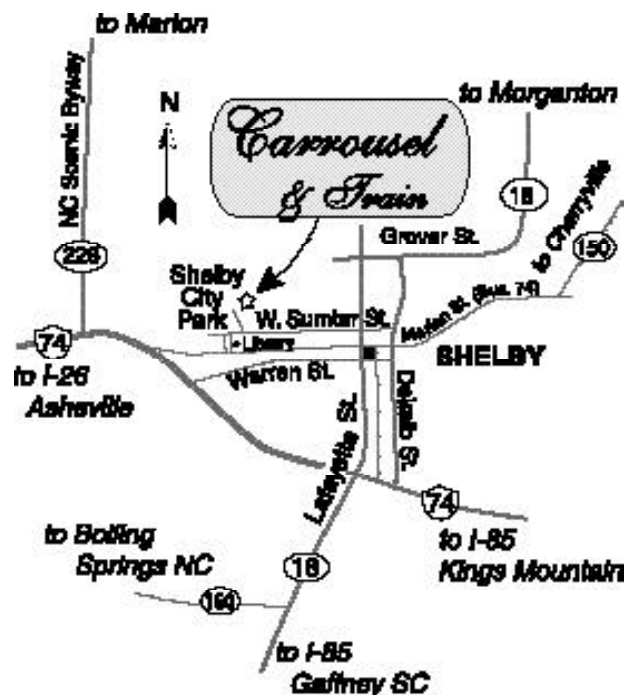 to Marion
NC Scenic Byway
N
Carrousel
& Train
to Morganton
18
to Cherryville
150
226
Grover St.
Shelby
City
Park
W. Sumter St.
Marion St. (Bus. 74)
Library
SHELBY
74
to I-26
Asheville
Warren St.
Dekalb St.
Lafayette St.
74
to Boiling
Springs NC
to I-85
Kings Mountain
18
to I-85
Gaffney SC